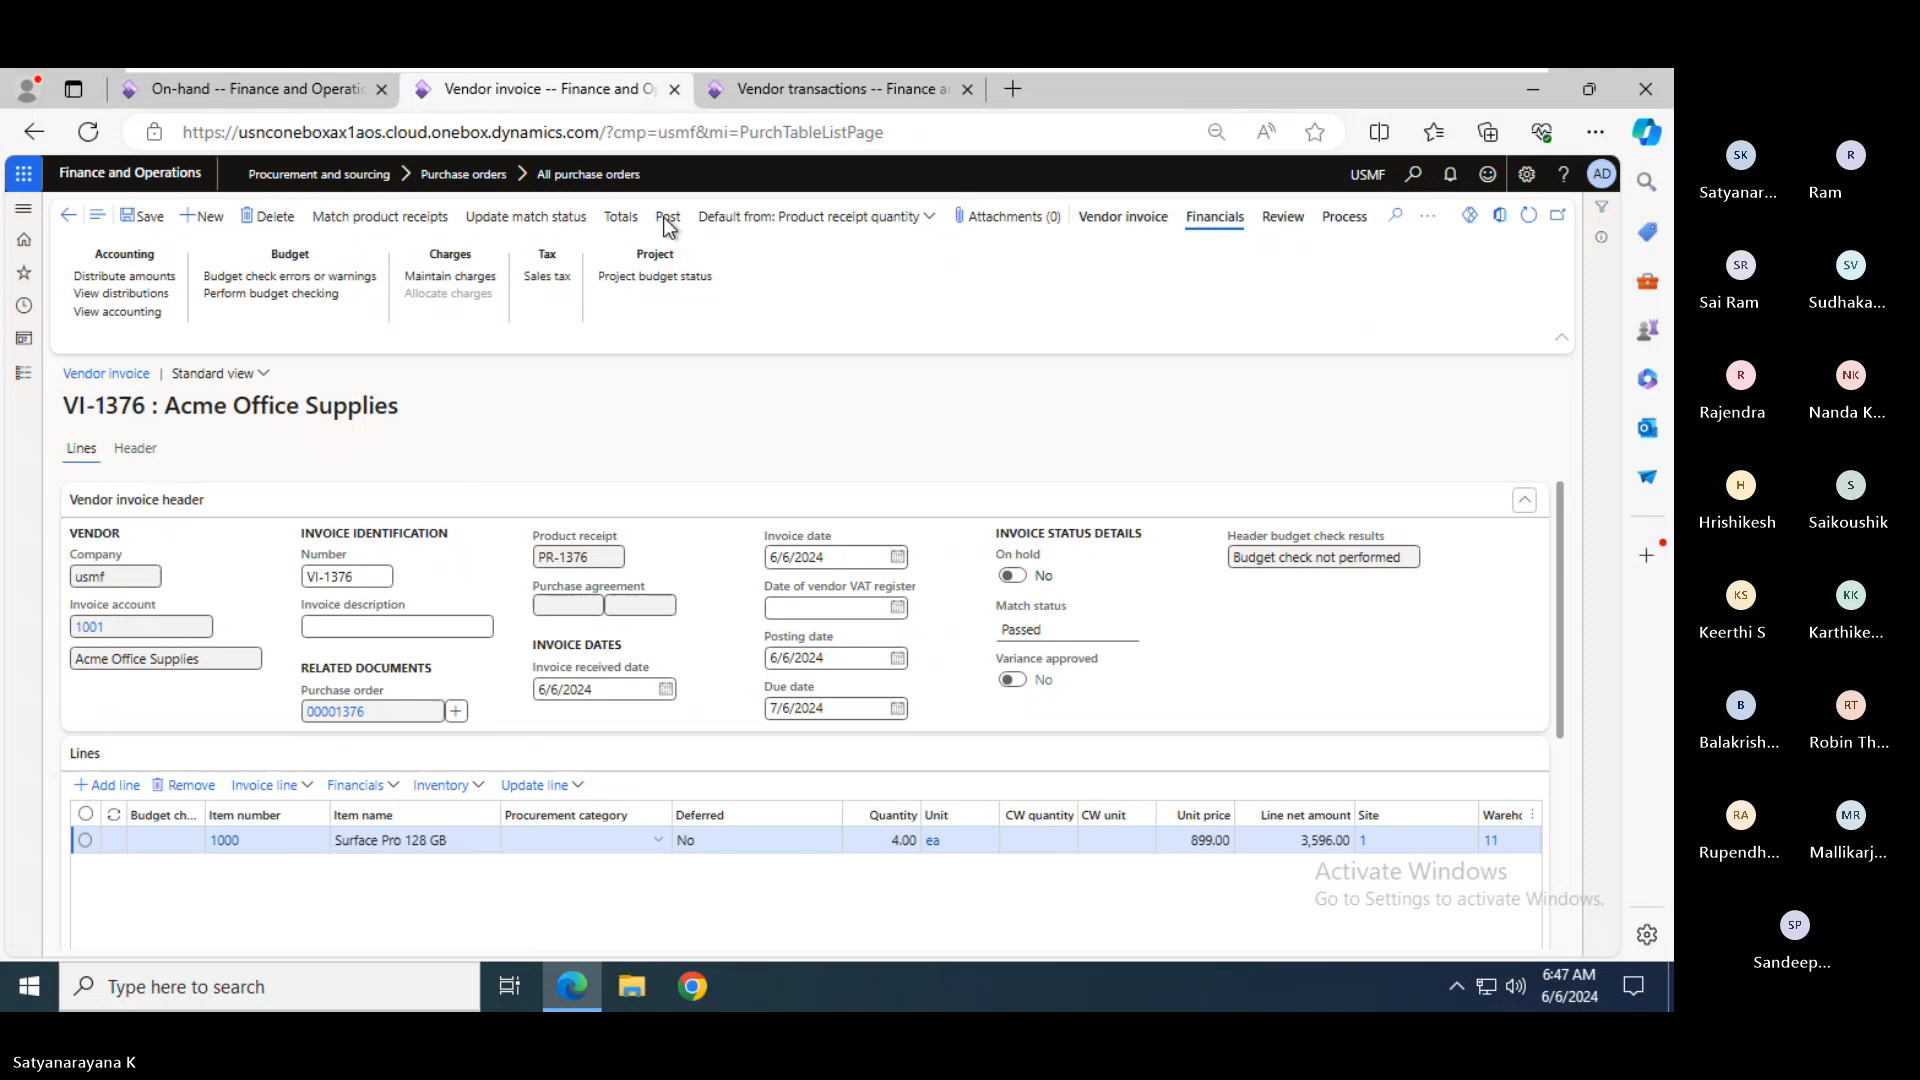 On-hand -- Finance and Operati
Vendor invoice -- Finance and O
Vendor transactions -- Finance a
https://usnconeboxax1aos.cloud.onebox.dynamics.com/?cmp=usmf&mi=PurchTableListPage
Finance and Operations
Procurement and sourcing > Purchase orders > All purchase orders
USMF
AD
Save
New
Delete
Match product receipts
Update match status
Totals
Post
Default from: Product receipt quantity
Attachments (0)
Vendor invoice
Financials
Review
Process
Accounting
Distribute amounts
View distributions
View accounting
Budget
Budget check errors or warnings
Perform budget checking
Charges
Maintain charges
Allocate charges
Tax
Sales tax
Project
Project budget status
Vendor invoice | Standard view
VI-1376 : Acme Office Supplies
Lines
Header
Vendor invoice header
VENDOR
Company
usmf
Invoice account
1001
Acme Office Supplies
INVOICE IDENTIFICATION
Number
VI-1376
Invoice description
RELATED DOCUMENTS
Purchase order
00001376
Product receipt
PR-1376
Purchase agreement
INVOICE DATES
Invoice received date
6/6/2024
Invoice date
6/6/2024
Date of vendor VAT register
Posting date
6/6/2024
Due date
7/6/2024
INVOICE STATUS DETAILS
On hold
No
Match status
Passed
Variance approved
No
Header budget check results
Budget check not performed
Lines
Add line
Remove
Invoice line
Financials
Inventory
Update line
Budget ch... Item number Item name Procurement category Deferred Quantity Unit CW quantity CW unit Unit price Line net amount Site Wareh
1000 Surface Pro 128 GB No 4.00 ea 899.00 3,596.00 1 11
Activate Windows
Go to Settings to activate Windows.
Type here to search
6:47 AM
6/6/2024
Satyanarayana K
SK
Satyanar...
R
Ram
SR
Sai Ram
SV
Sudhaka...
R
Rajendra
NK
Nanda K...
H
Hrishikesh
S
Saikoushik
KS
Keerthi S
KK
Karthike...
B
Balakrish...
RT
Robin Th...
RA
Rupendh...
MR
Mallikarj...
SP
Sandeep...